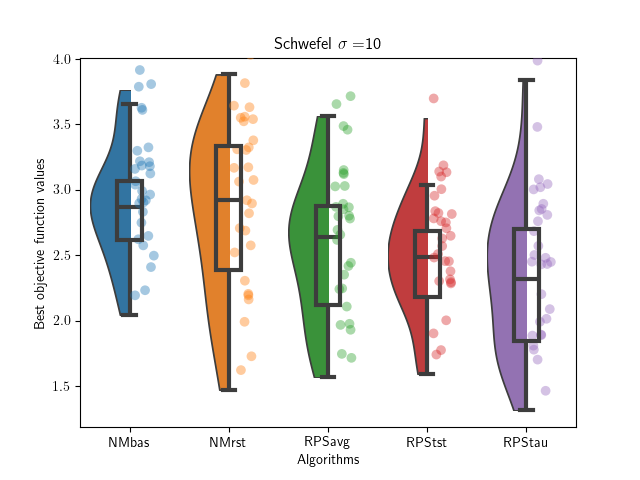 Schwefel σ =10
4.0
3.5
3.0
2.5
2.0
1.5
Best objective function values
NMbas NMrst RPSavg RPStst RPStau
Algorithms